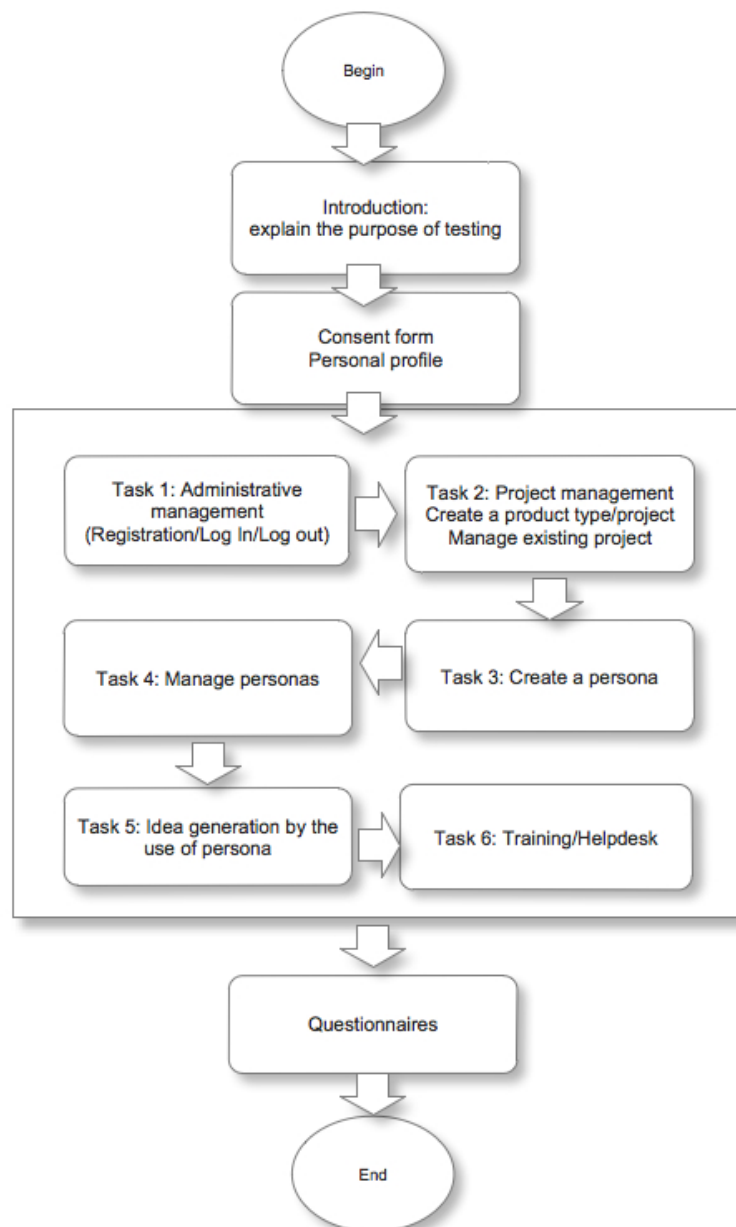 Begin
Introduction:
explain the purpose of testing
Consent form
Personal profile
Task 1: Administrative
management
(Registration/Log In/Log out)
Task 2: Project management
Create a product type/project
Manage existing project
Task 3: Create a persona
Task 4: Manage personas
Task 5: Idea generation by the
use of persona
Task 6: Training/Helpdesk
Questionnaires
End